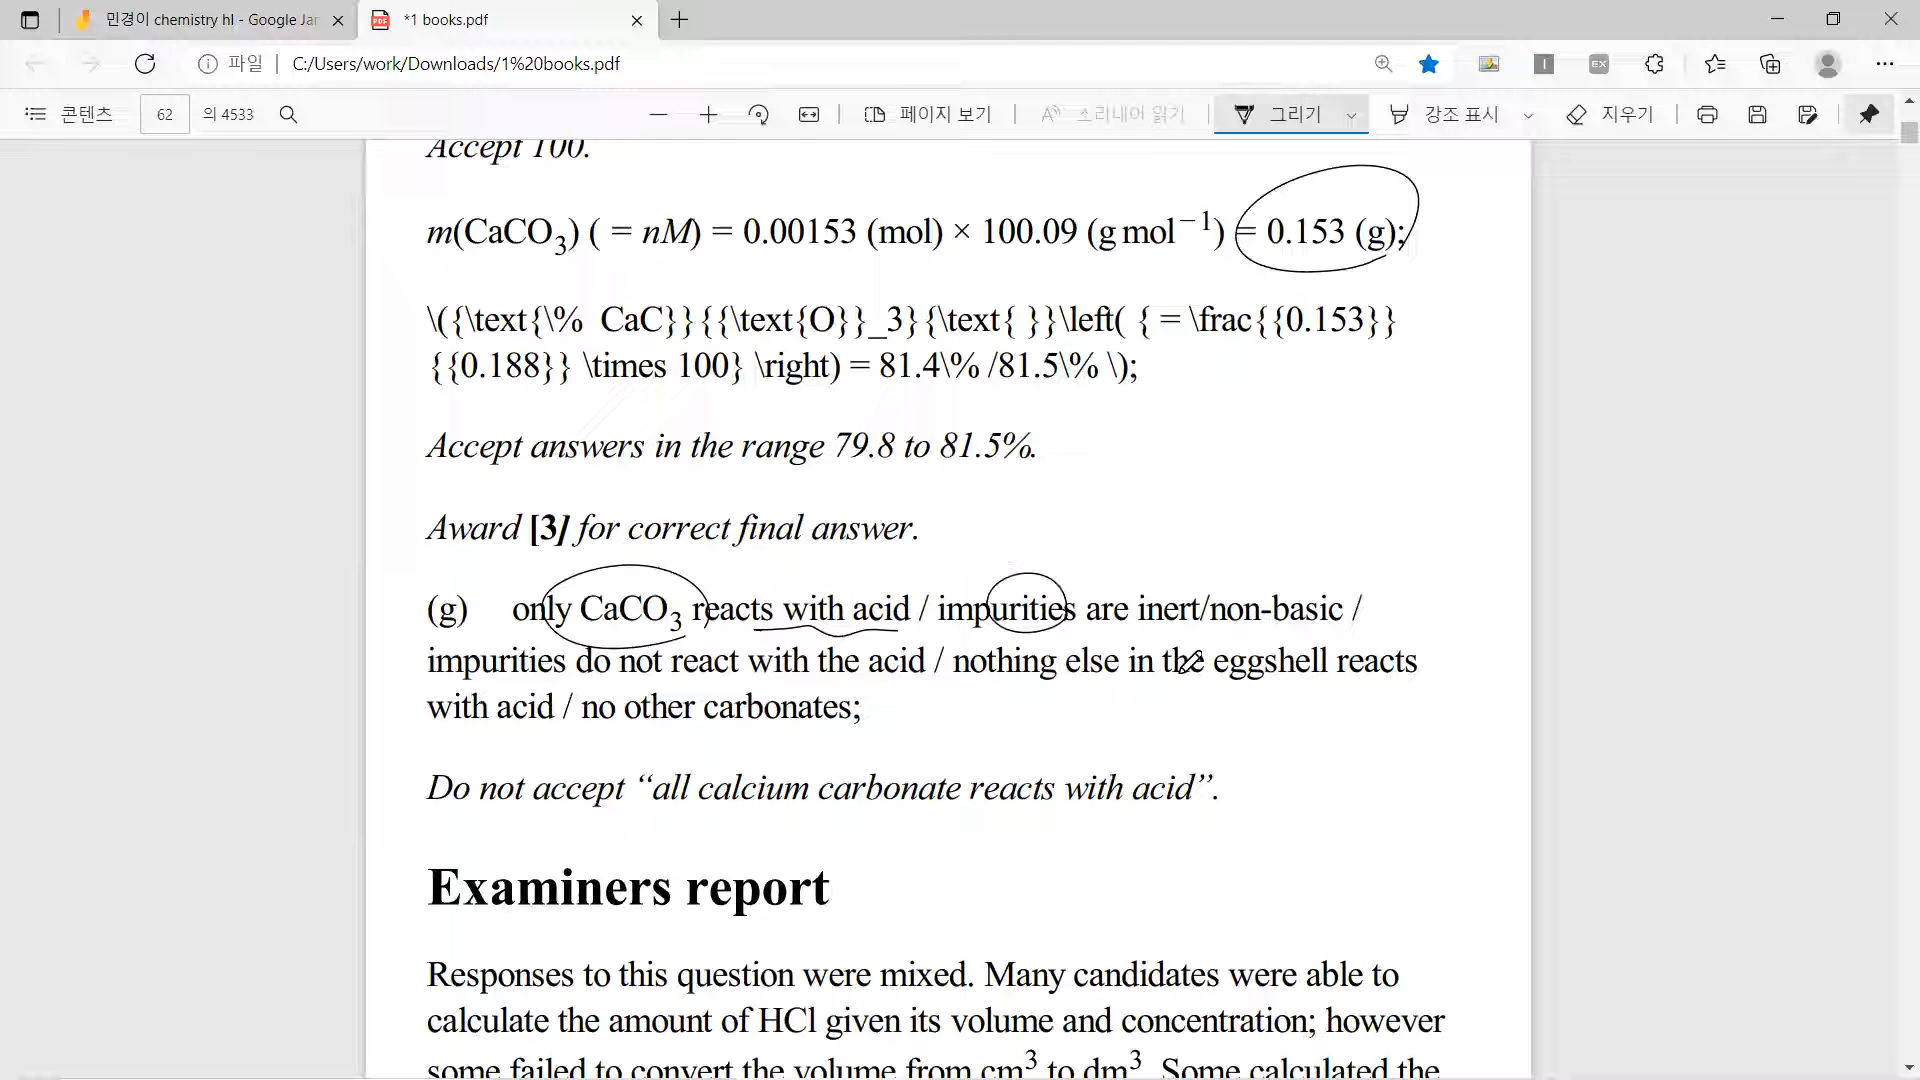 민경이 chemistry hl - Google Jar
*1 books.pdf
파일
C:/Users/work/Downloads/1%20books.pdf
콘텐츠
62
의 4533
페이지 보기
소리내어 읽기
그리기
강조 표시
지우기
Accept 100.
m(CaCO₃) ( = nM) = 0.00153 (mol) × 100.09 (g mol⁻¹) = 0.153 (g);
\({\text{\%  CaC}}{{\text{O}}_3}{\text{ }}\left( { = \frac{{0.153}}
{{0.188}} \times 100} \right) = 81.4\% /81.5\% \);
Accept answers in the range 79.8 to 81.5%.
Award [3] for correct final answer.
(g) only CaCO₃ reacts with acid / impurities are inert/non-basic /
impurities do not react with the acid / nothing else in the eggshell reacts
with acid / no other carbonates;
Do not accept “all calcium carbonate reacts with acid”.
Examiners report
Responses to this question were mixed. Many candidates were able to
calculate the amount of HCl given its volume and concentration; however
some failed to convert the volume from cm³ to dm³. Some calculated the